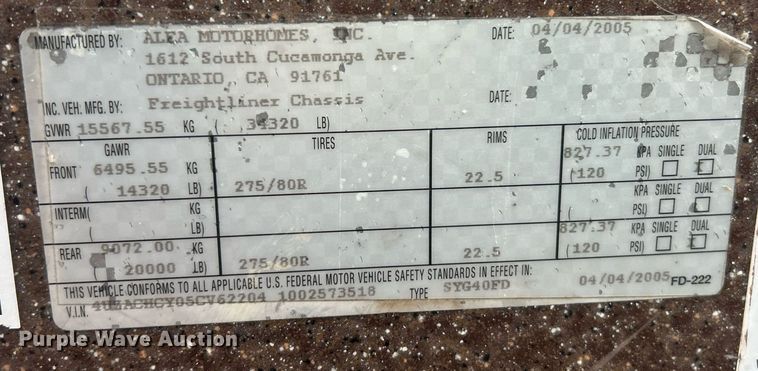 MANUFACTURED BY: ALFA MOTORHOMES, INC. DATE: 04/04/2005
1612 South Cucamonga Ave.
ONTARIO, CA 91761
INC. VEH. MFG. BY: Freightliner Chassis DATE:
GVWR 15567.55 KG ( 34320 LB)
GAWR TIRES RIMS COLD INFLATION PRESSURE
FRONT 6495.55 KG 827.37 KPA SINGLE DUAL
( 14320 LB) 275/80R 22.5 (120 PSI)
INTERM( KG KPA SINGLE DUAL
( LB) ( PSI)
REAR 9072.00 KG 827.37 KPA SINGLE DUAL
( 20000 LB) 275/80R 22.5 (120 PSI)
THIS VEHICLE CONFORMS TO ALL APPLICABLE U.S. FEDERAL MOTOR VEHICLE SAFETY STANDARDS IN EFFECT IN: 04/04/2005 FD-222
V.I.N. 1002573518 TYPE SYG40FD
Purple Wave Auction